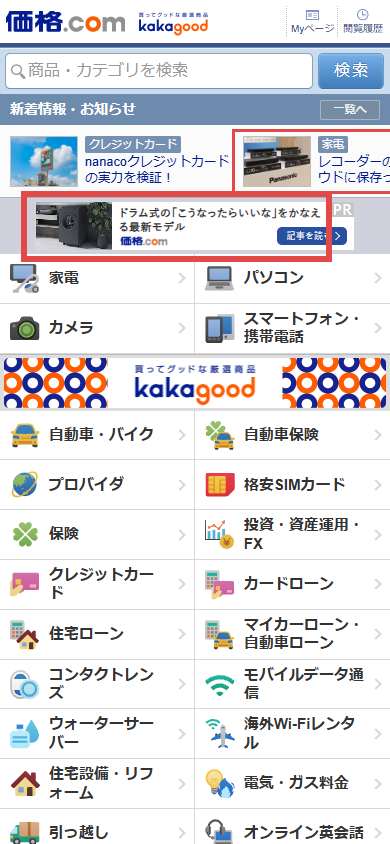 価格.com
買ってグッドな厳選商品
kakagood
Myページ
閲覧履歴
商品・カテゴリを検索
検索
新着情報・お知らせ
一覧へ
クレジットカード
nanacoクレジットカード
の実力を検証！
家電
レコーダーの
ウドに保存っ
Panasonic
PR
ドラム式の「こうなったらいいな」をかなえ
る最新モデル
価格.com
記事を読む
家電
パソコン
カメラ
スマートフォン・
携帯電話
買ってグッドな厳選商品
kakagood
自動車・バイク
自動車保険
プロバイダ
格安SIMカード
保険
投資・資産運用・
FX
クレジットカー
ド
カードローン
住宅ローン
マイカーローン・
自動車ローン
コンタクトレン
ズ
モバイルデータ通
信
ウォーターサー
バー
海外Wi-Fiレンタ
ル
住宅設備・リフ
ォーム
電気・ガス料金
引っ越し
オンライン英会話